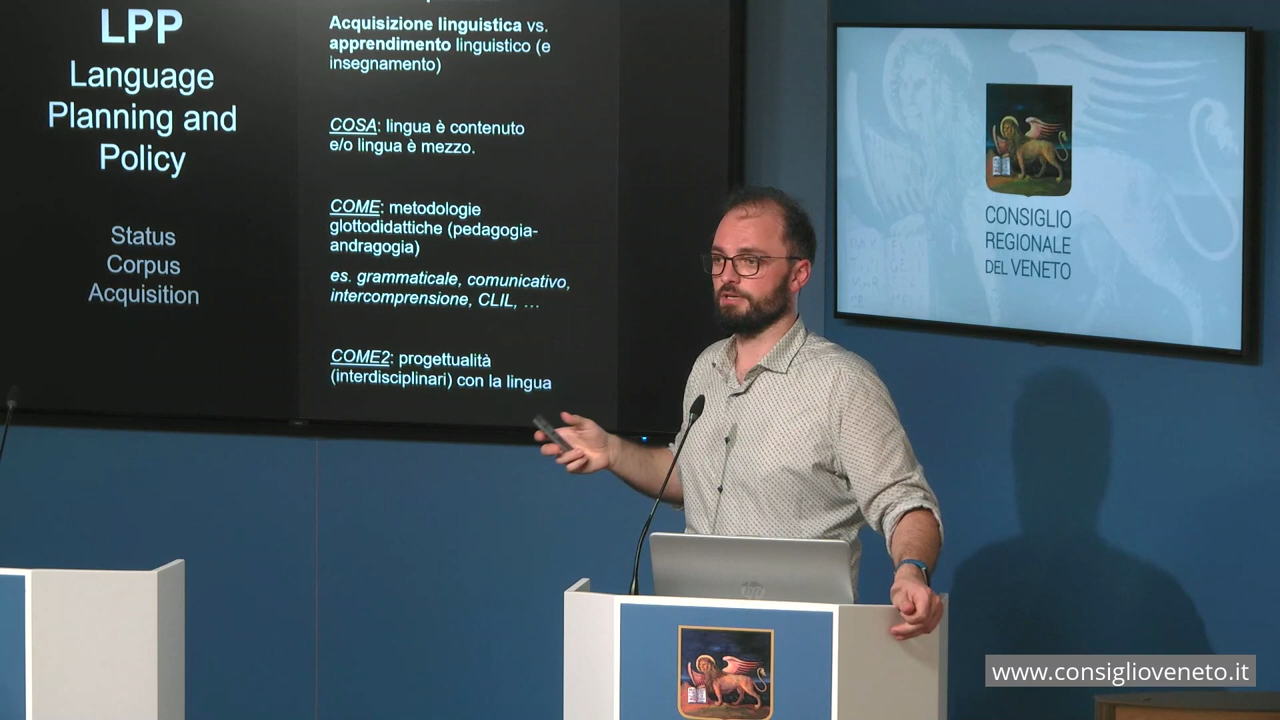 LPP
Language
Planning and
Policy
Status
Corpus
Acquisition
Acquisizione linguistica vs.
apprendimento linguistico (e
insegnamento)
COSA: lingua è contenuto
e/o lingua è mezzo.
COME: metodologie
glottodidattiche (pedagogia-
andragogia)
es. grammaticale, comunicativo,
intercomprensione, CLIL, …
COME2: progettualità
(interdisciplinari) con la lingua
CONSIGLIO
REGIONALE
DEL VENETO
hp
www.consiglioveneto.it